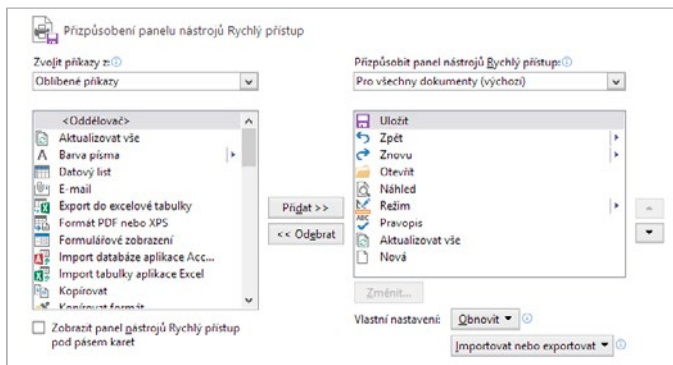 Přizpůsobení panelu nástrojů Rychlý přístup
Zvolit příkazy z:
Oblíbené příkazy
<Oddělovač>
Aktualizovat vše
Barva písma
Datový list
E-mail
Export do excelové tabulky
Formát PDF nebo XPS
Formulářové zobrazení
Import databáze aplikace Acc...
Import tabulky aplikace Excel
Kopírovat
Kopírovat formát
Zobrazit panel nástrojů Rychlý přístup
pod pásem karet
Přidat >>
<< Odebrat
Přizpůsobit panel nástrojů Rychlý přístup:
Pro všechny dokumenty (výchozí)
Uložit
Zpět
Znovu
Otevřít
Náhled
Režim
ABC
Pravopis
Aktualizovat vše
Nová
Změnit...
Vlastní nastavení:
Obnovit
Importovat nebo exportovat